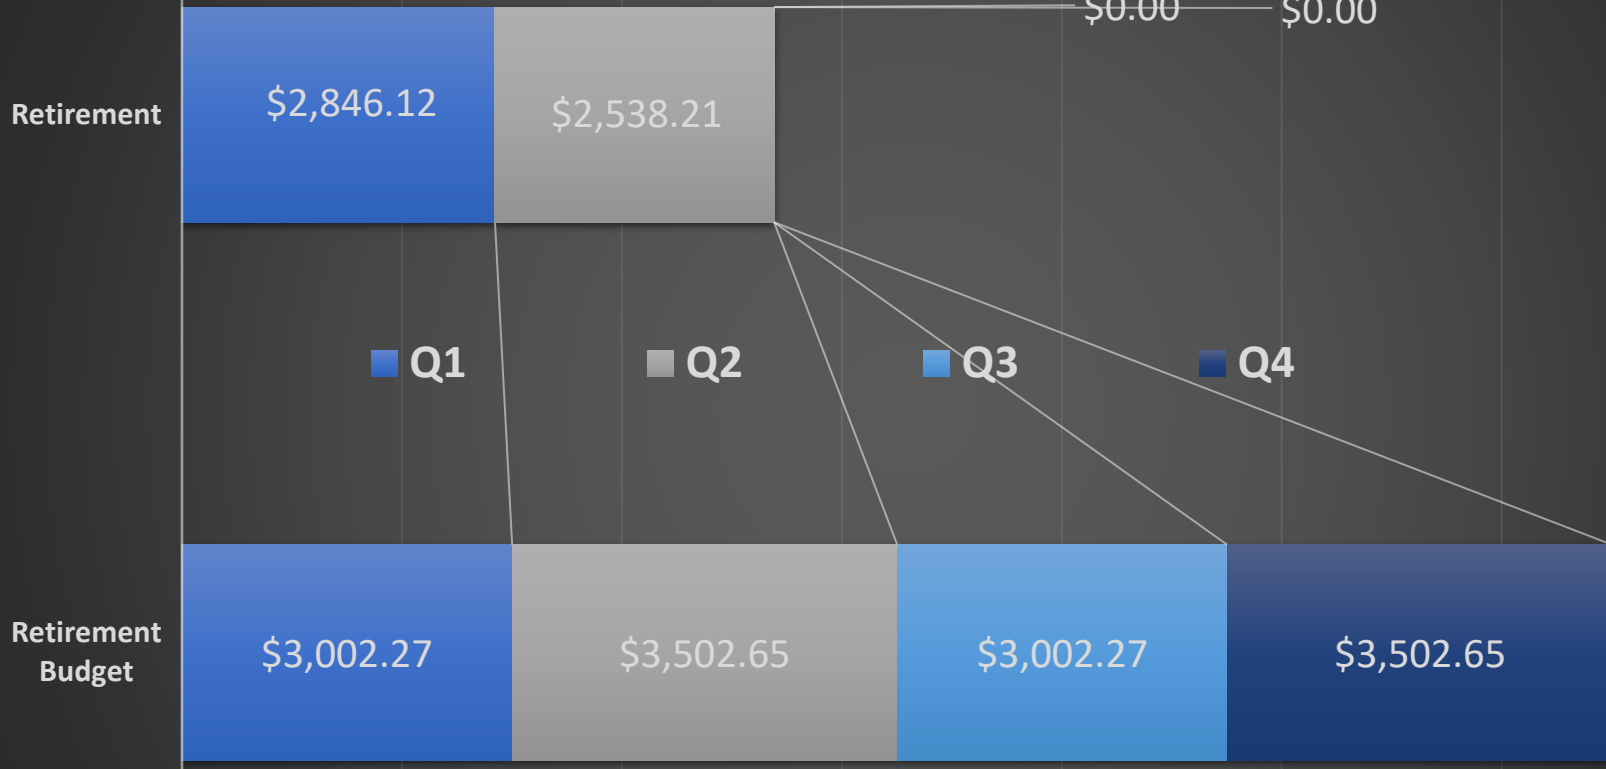 $0.00 $0.00
Retirement $2,846.12 $2,538.21
Q1 Q2 Q3 Q4
Retirement
Budget
$3,002.27 $3,502.65 $3,002.27 $3,502.65